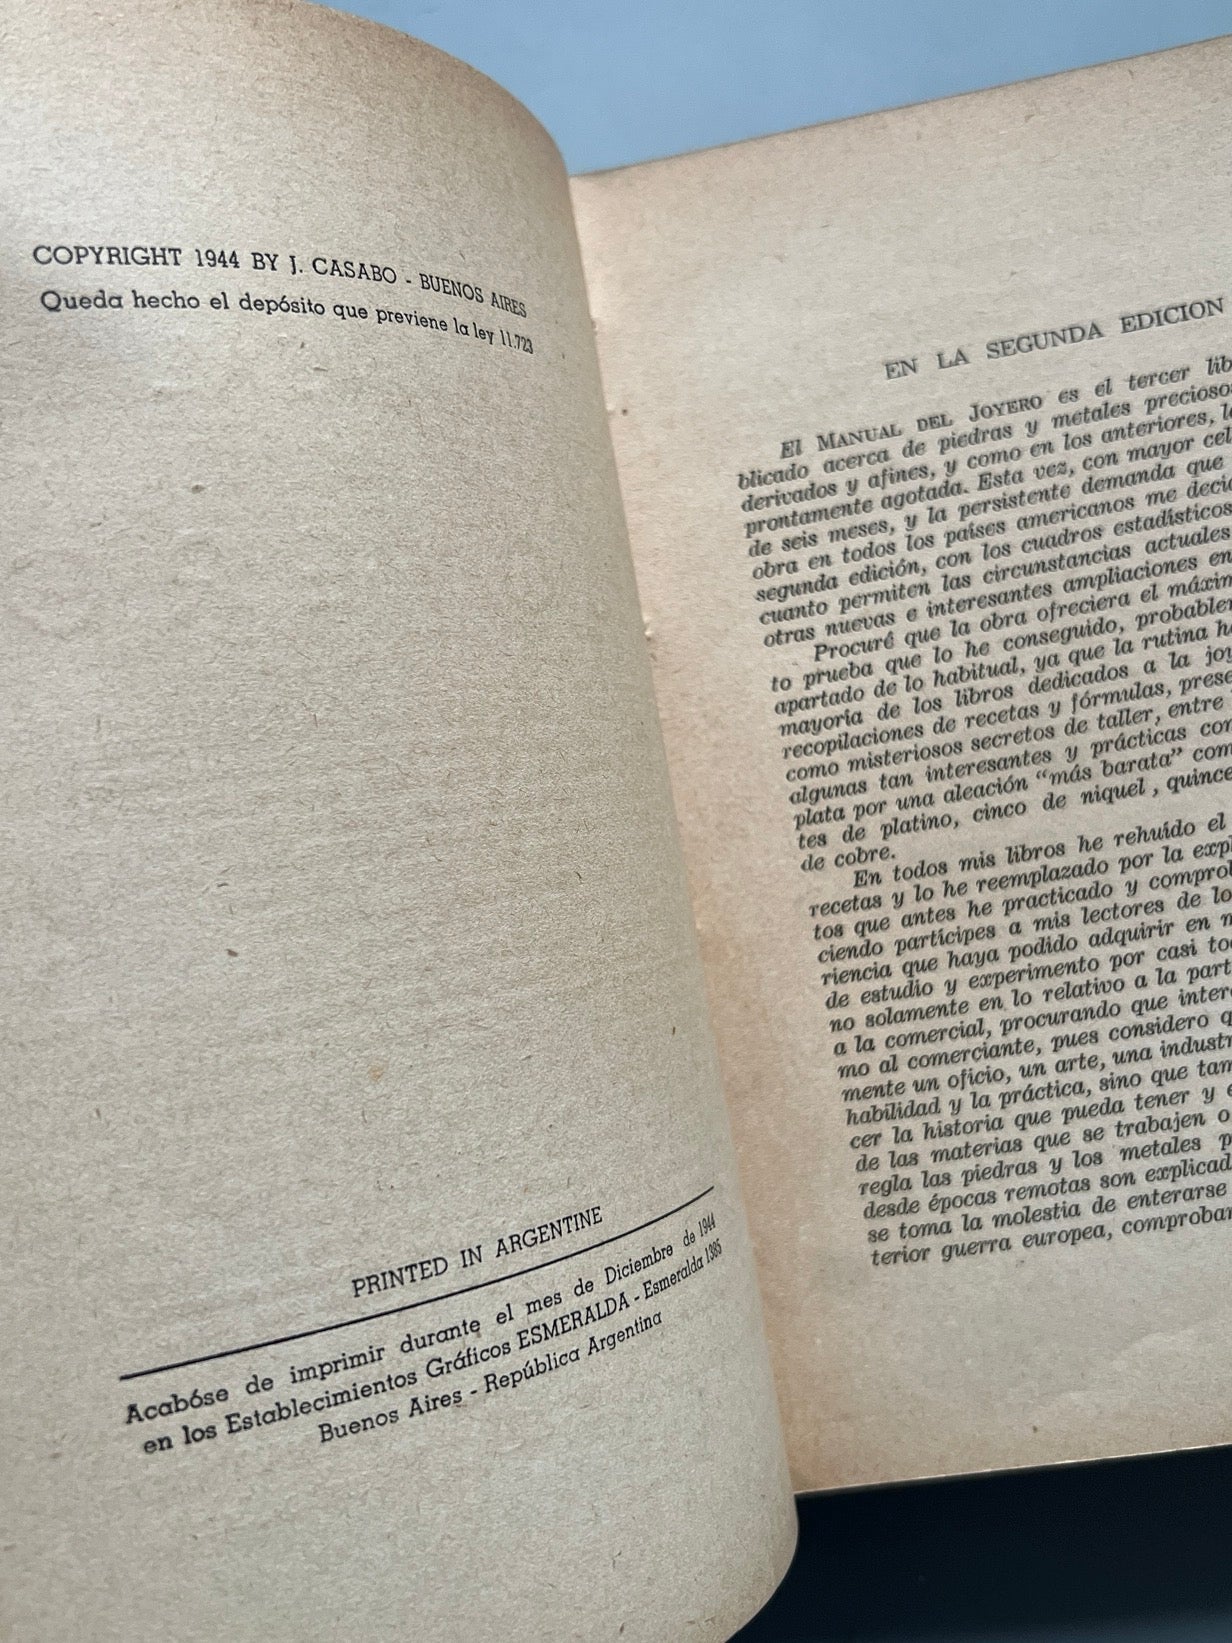 COPYRIGHT 1944 BY J. CASABO - BUENOS AIRES
Queda hecho el depósito que previene la ley 11.723
PRINTED IN ARGENTINE
Acabóse de imprimir durante el mes de Diciembre de 1944
en los Establecimientos Gráficos ESMERALDA - Esmeralda 1385
Buenos Aires - República Argentina
EN LA SEGUNDA EDICION
El MANUAL DEL JOYERO es el tercer lib
blicado acerca de piedras y metales precioso
derivados y afines, y como en los anteriores, l
prontamente agotada. Esta vez, con mayor cel
de seis meses, y la persistente demanda que
obra en todos los países americanos me deci
segunda edición, con los cuadros estadísticos
cuanto permiten las circunstancias actuales
otras nuevas e interesantes ampliaciones en
Procuré que la obra ofreciera el máxim
to prueba que lo he conseguido, probable
apartado de lo habitual, ya que la rutina h
mayoría de los libros dedicados a la joy
recopilaciones de recetas y fórmulas, prese
como misteriosos secretos de taller, entre
algunas tan interesantes y prácticas con
plata por una aleación "más barata" com
tes de platino, cinco de niquel, quince
de cobre.
En todos mis libros he rehuído el
recetas y lo he reemplazado por la expl
tos que antes he practicado y comprob
ciendo partícipes a mis lectores de lo
riencia que haya podido adquirir en m
de estudio y experimento por casi to
no solamente en lo relativo a la part
a la comercial, procurando que inter
mo al comerciante, pues considero q
mente un oficio, un arte, una industr
habilidad y la práctica, sino que tam
cer la historia que pueda tener y e
de las materias que se trabajen o
regla las piedras y los metales p
desde épocas remotas son explicad
se toma la molestia de enterarse
terior guerra europea, comprobar